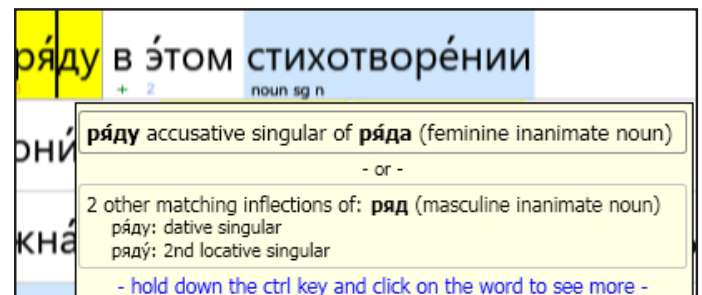 ря́ду в э́том стихотворе́нии
+ 2 noun sg n
они́
ря́ду accusative singular of ря́да (feminine inanimate noun)
- or -
2 other matching inflections of: ряд (masculine inanimate noun)
ря́ду: dative singular
ряду́: 2nd locative singular
кна́
- hold down the ctrl key and click on the word to see more -